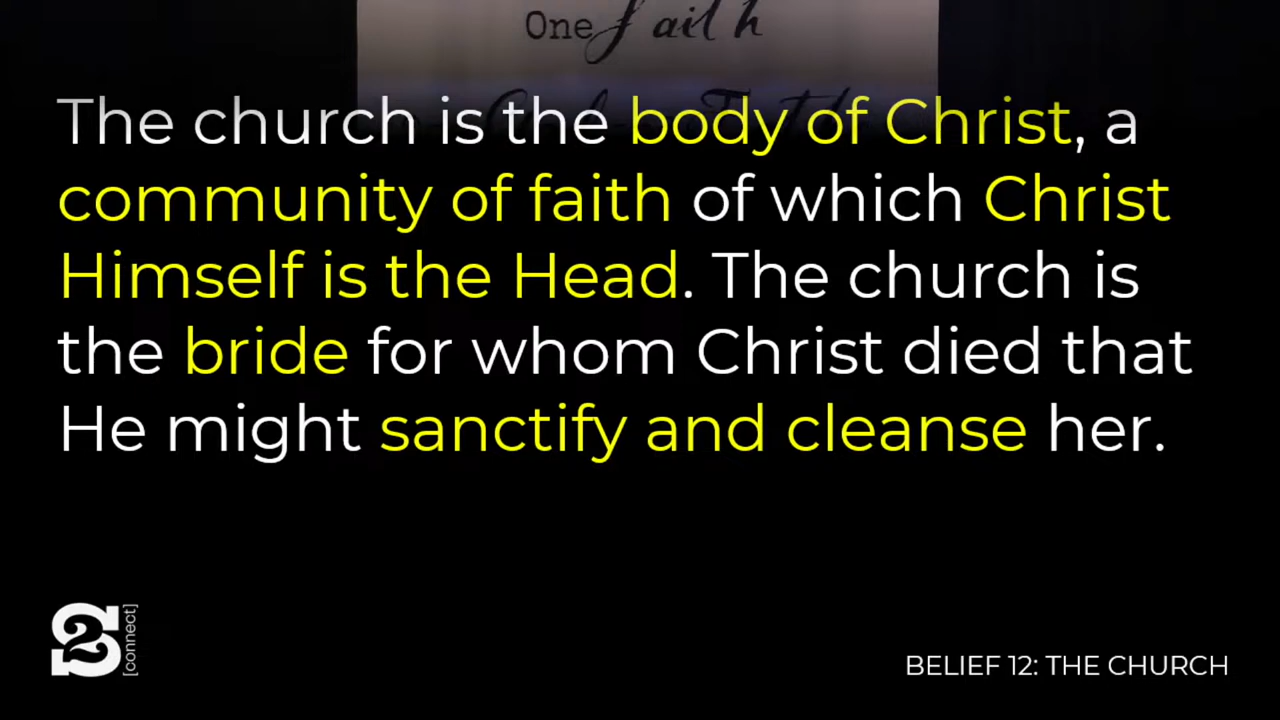 One faith
The church is the body of Christ, a
community of faith of which Christ
Himself is the Head. The church is
the bride for whom Christ died that
He might sanctify and cleanse her.
S2
[connect]
BELIEF 12: THE CHURCH